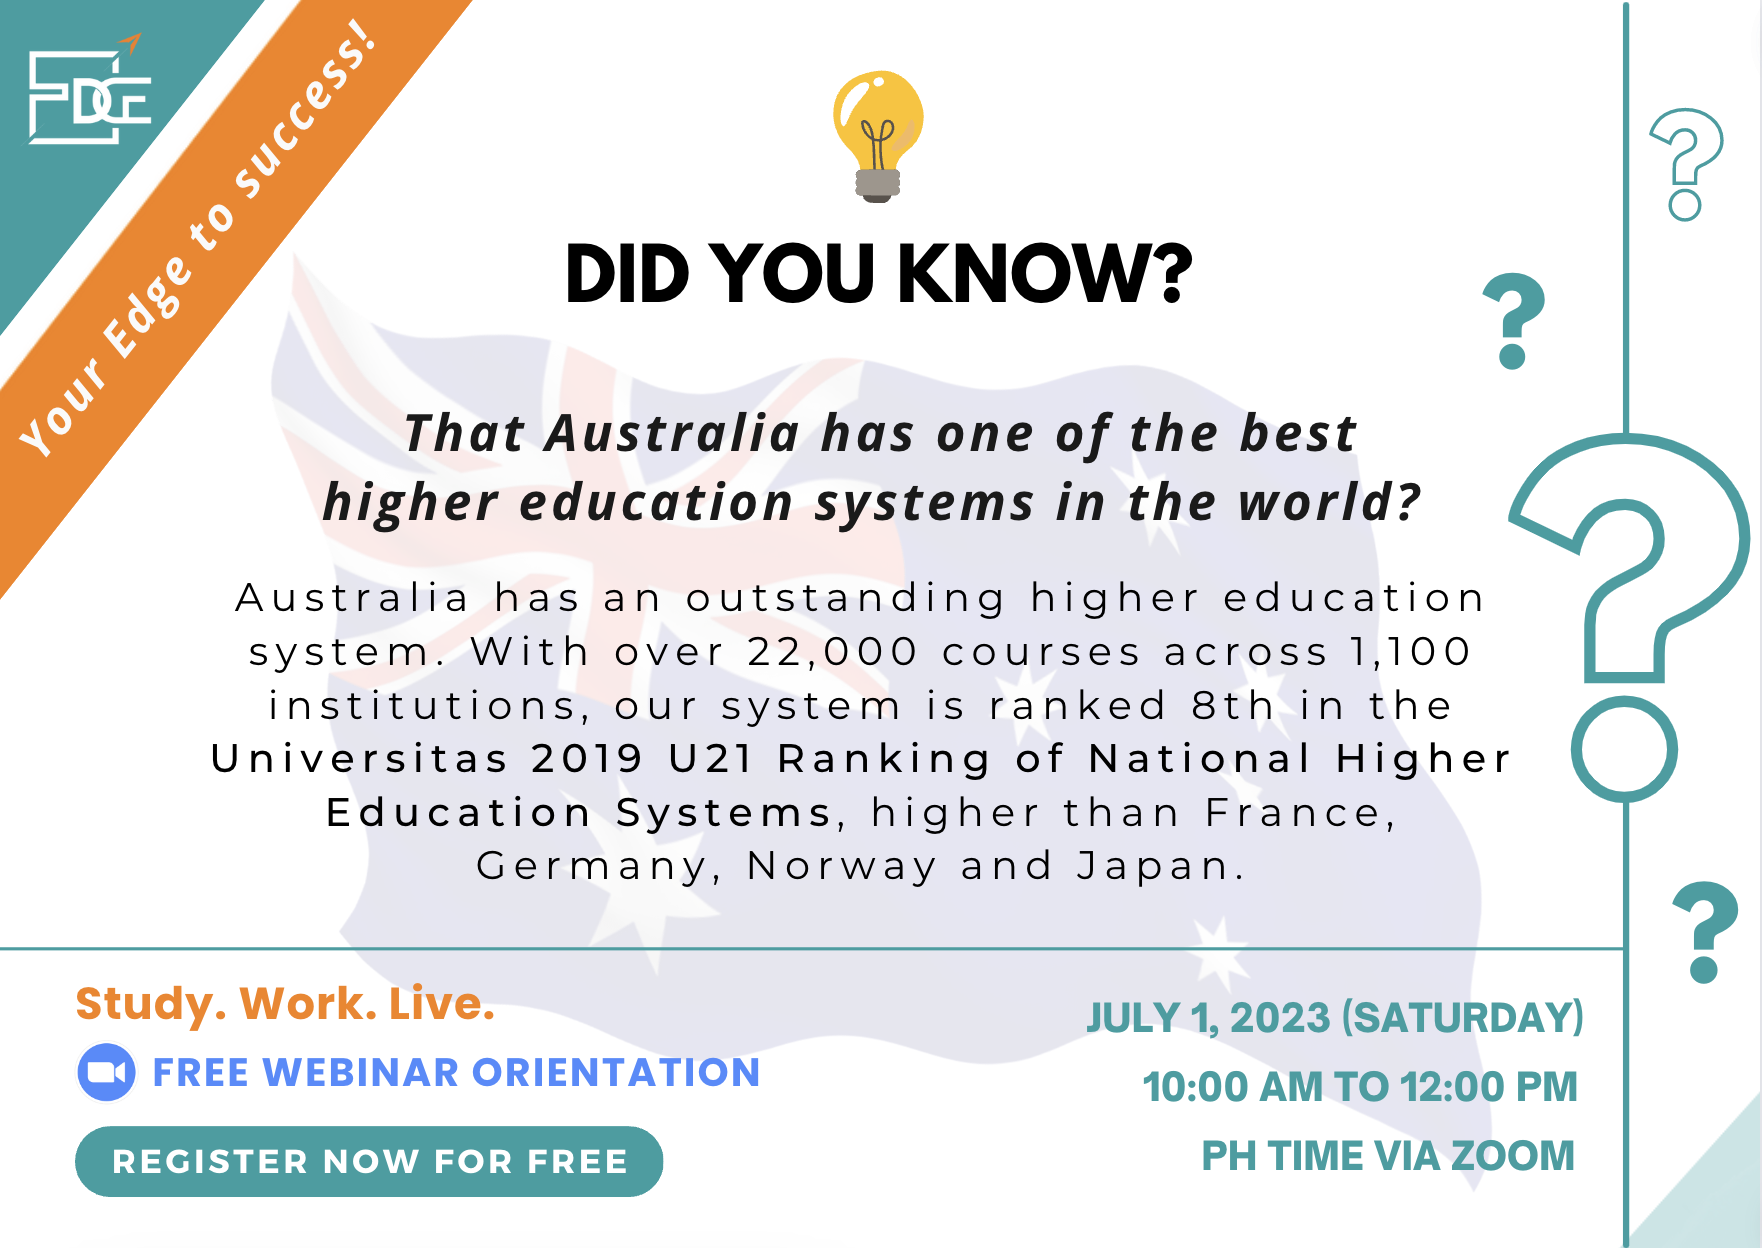 EDGE
Your Edge to success!
DID YOU KNOW?
That Australia has one of the best
higher education systems in the world?
Australia has an outstanding higher education
system. With over 22,000 courses across 1,100
institutions, our system is ranked 8th in the
Universitas 2019 U21 Ranking of National Higher
Education Systems, higher than France,
Germany, Norway and Japan.
Study. Work. Live.
FREE WEBINAR ORIENTATION
REGISTER NOW FOR FREE
JULY 1, 2023 (SATURDAY)
10:00 AM TO 12:00 PM
PH TIME VIA ZOOM
?
?
?
?